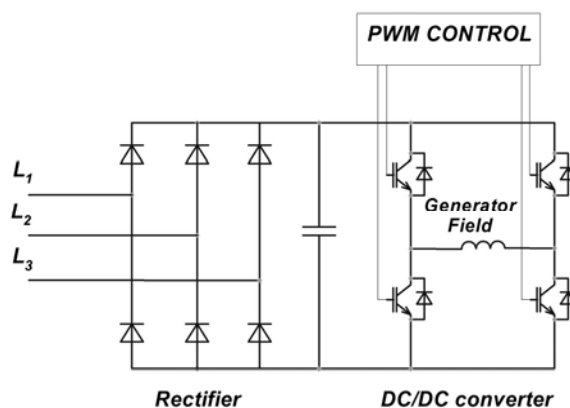 PWM CONTROL
L1
L2
L3
Generator
Field
Rectifier
DC/DC converter